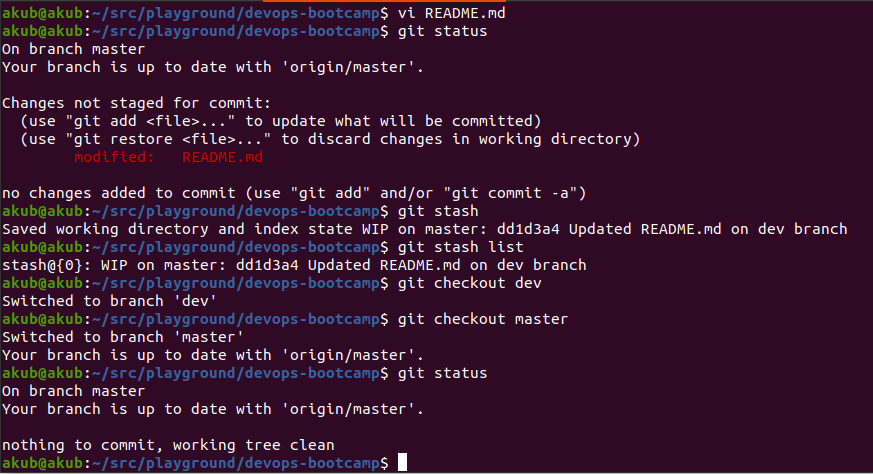 akub@akub:~/src/playground/devops-bootcamp$ vi README.md
akub@akub:~/src/playground/devops-bootcamp$ git status
On branch master
Your branch is up to date with 'origin/master'.
Changes not staged for commit:
  (use "git add <file>..." to update what will be committed)
  (use "git restore <file>..." to discard changes in working directory)
        modified:   README.md
no changes added to commit (use "git add" and/or "git commit -a")
akub@akub:~/src/playground/devops-bootcamp$ git stash
Saved working directory and index state WIP on master: dd1d3a4 Updated README.md on dev branch
akub@akub:~/src/playground/devops-bootcamp$ git stash list
stash@{0}: WIP on master: dd1d3a4 Updated README.md on dev branch
akub@akub:~/src/playground/devops-bootcamp$ git checkout dev
Switched to branch 'dev'
akub@akub:~/src/playground/devops-bootcamp$ git checkout master
Switched to branch 'master'
Your branch is up to date with 'origin/master'.
akub@akub:~/src/playground/devops-bootcamp$ git status
On branch master
Your branch is up to date with 'origin/master'.
nothing to commit, working tree clean
akub@akub:~/src/playground/devops-bootcamp$